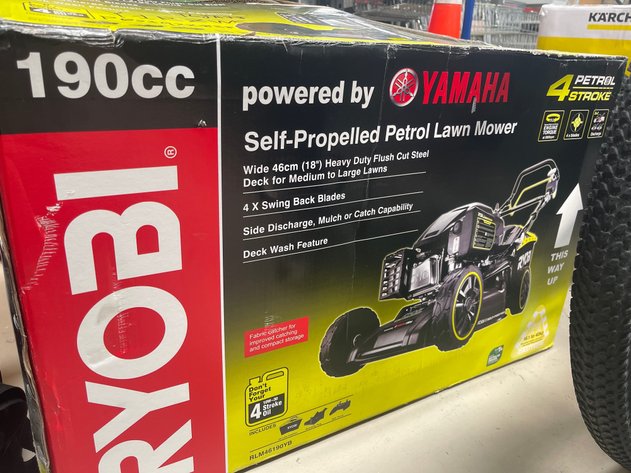 190cc
powered by YAMAHA
4 PETROL
STROKE
KÄRCH
Self-Propelled Petrol Lawn Mower
Wide 46cm (18") Heavy Duty Flush Cut Steel
Deck for Medium to Large Lawns
4 X Swing Back Blades
Side Discharge, Mulch or Catch Capability
Deck Wash Feature
RYOBI®
THIS
WAY
UP
RYOBI
Fabric catcher for
improved catching
and compact storage
Don't
Forget
Your
4 Stroke
Oil
INCLUDES
RLM46190YB